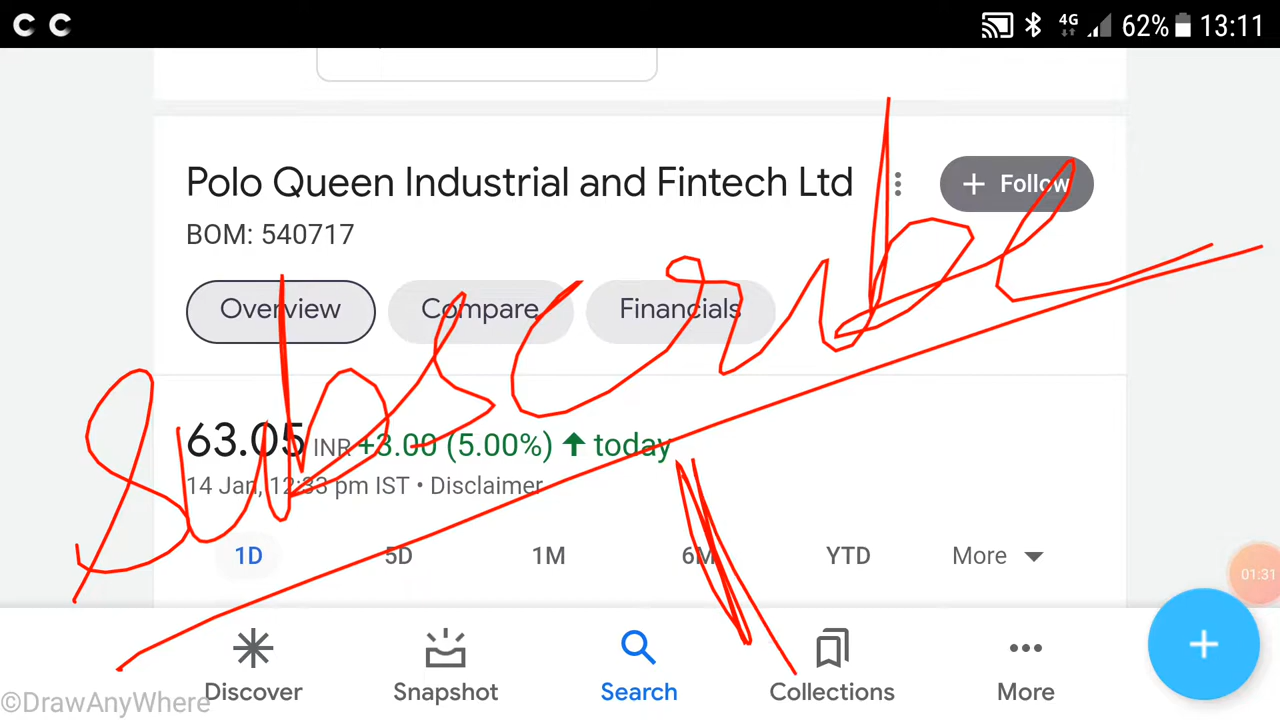 C C 4G 62% 13:11
Polo Queen Industrial and Fintech Ltd + Follow
BOM: 540717
Overview Compare Financials
Subscrube
63.05 INR +3.00 (5.00%) ↑ today
14 Jan, 12:33 pm IST • Disclaimer
1D 5D 1M 6M YTD More
01:31
+
Discover Snapshot Search Collections More
©DrawAnyWhere